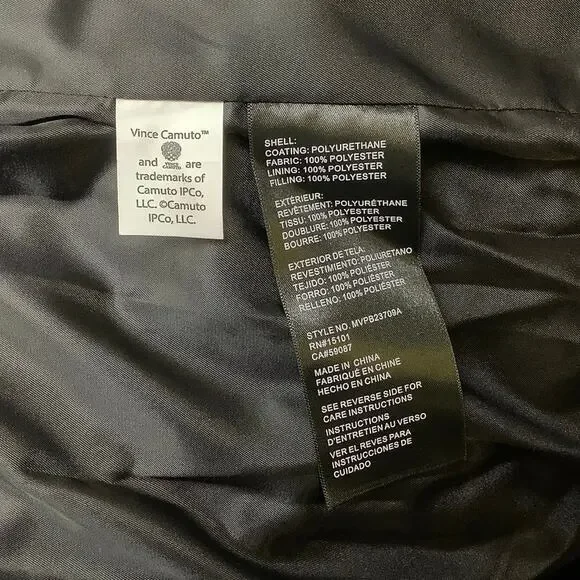 Vince Camuto™
and VINCE CAMUTO are
trademarks of
Camuto IPCo,
LLC. ©Camuto
IPCo, LLC.
SHELL:
COATING: POLYURETHANE
FABRIC: 100% POLYESTER
LINING: 100% POLYESTER
FILLING: 100% POLYESTER
EXTÉRIEUR:
REVÊTEMENT: POLYURÉTHANE
TISSU: 100% POLYESTER
DOUBLURE: 100% POLYESTER
BOURRE: 100% POLYESTER
EXTERIOR DE TELA:
REVESTIMIENTO: POLIURETANO
TEJIDO: 100% POLIÉSTER
FORRO: 100% POLIÉSTER
RELLENO: 100% POLIÉSTER
STYLE NO. MVPB23709A
RN#15101
CA#59087
MADE IN CHINA
FABRIQUÉ EN CHINE
HECHO EN CHINA
SEE REVERSE SIDE FOR
CARE INSTRUCTIONS
INSTRUCTIONS
D'ENTRETIEN AU VERSO
VER EL REVES PARA
INSTRUCCIONES DE
CUIDADO